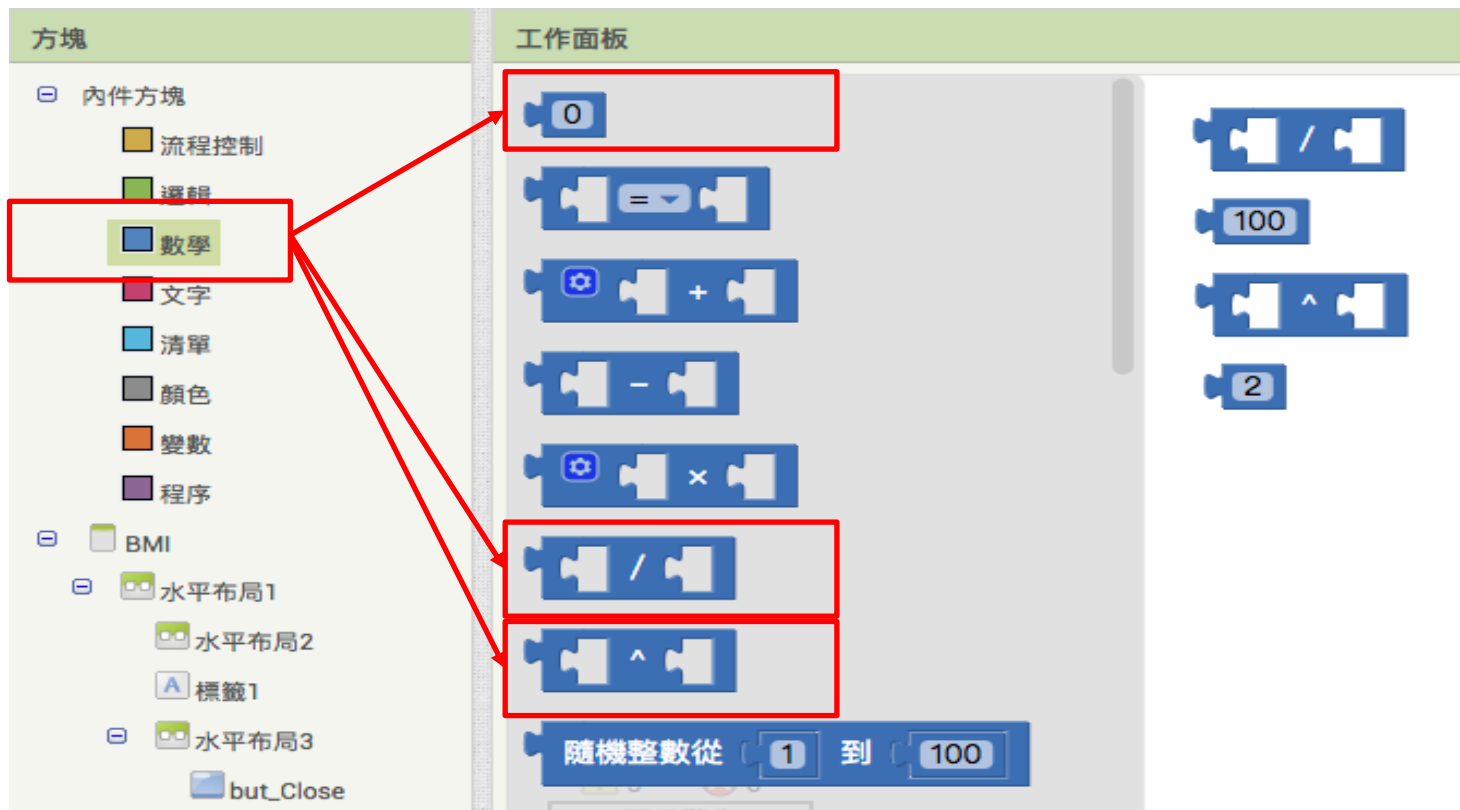 方塊
內件方塊
流程控制
邏輯
數學
文字
清單
顏色
變數
程序
BMI
水平布局1
水平布局2
標籤1
水平布局3
but_Close
工作面板
0
=
+
-
×
/
^
隨機整數從 1 到 100
/
100
^
2